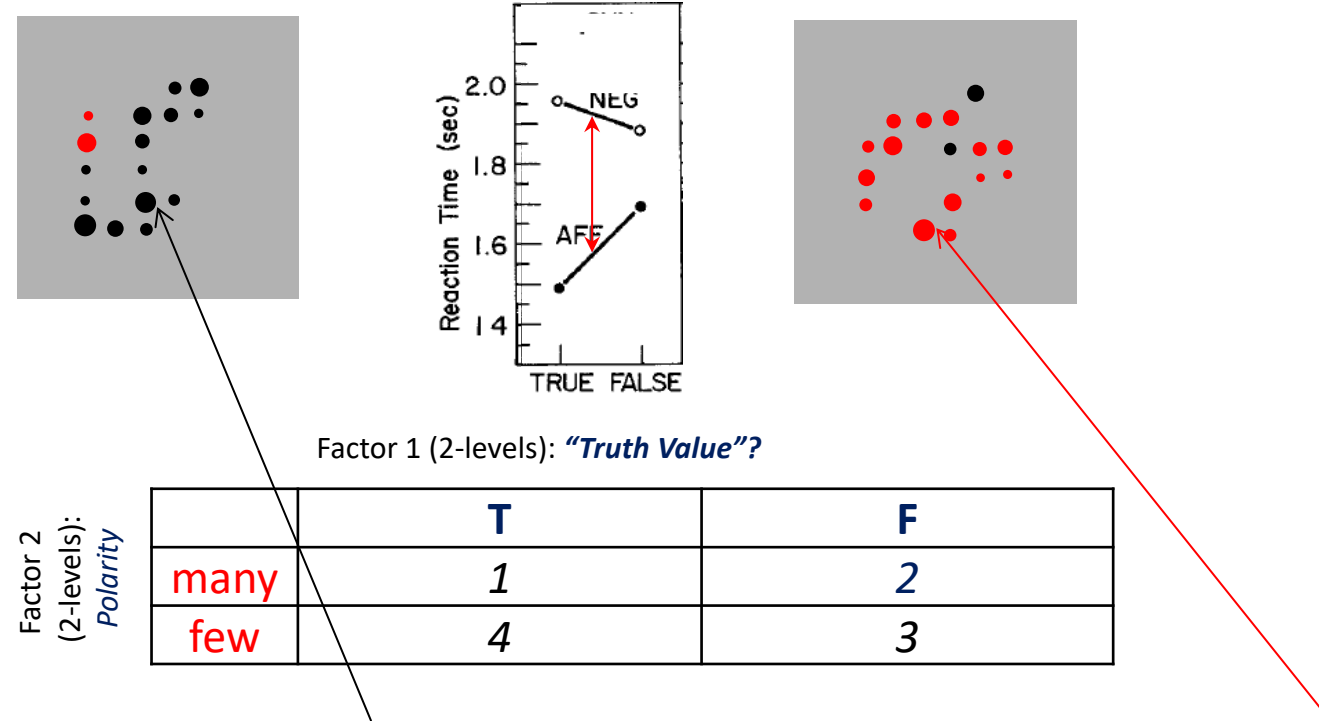 2.0
NEG
1.8
AFF
1.6
1 4
Reaction Time (sec)
TRUE FALSE
Factor 1 (2-levels): “Truth Value”?
Factor 2
(2-levels):
Polarity
T F
many 1 2
few 4 3